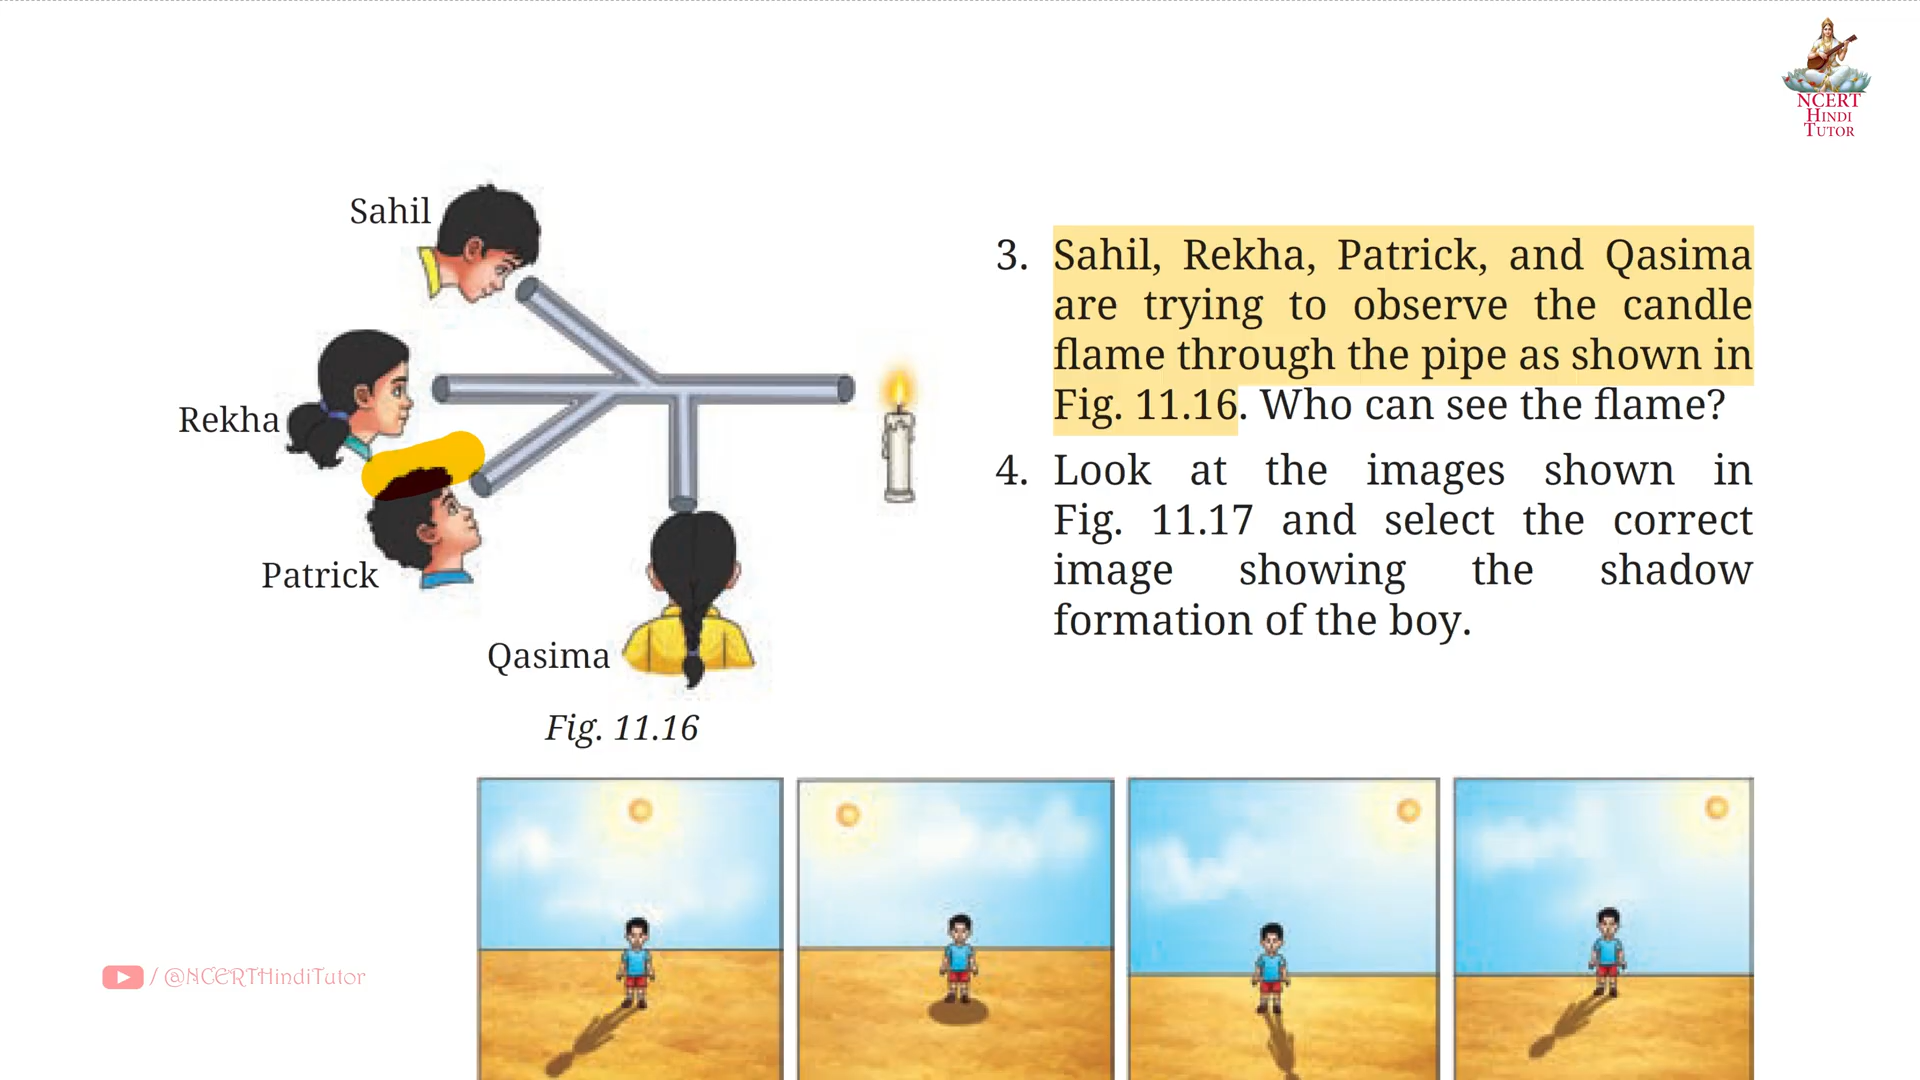 NCERT
HINDI
TUTOR
Sahil
Rekha
Patrick
Qasima
Fig. 11.16
3. Sahil, Rekha, Patrick, and Qasima
are trying to observe the candle
flame through the pipe as shown in
Fig. 11.16. Who can see the flame?
4. Look at the images shown in
Fig. 11.17 and select the correct
image showing the shadow
formation of the boy.
/ @NCERTHindiTutor